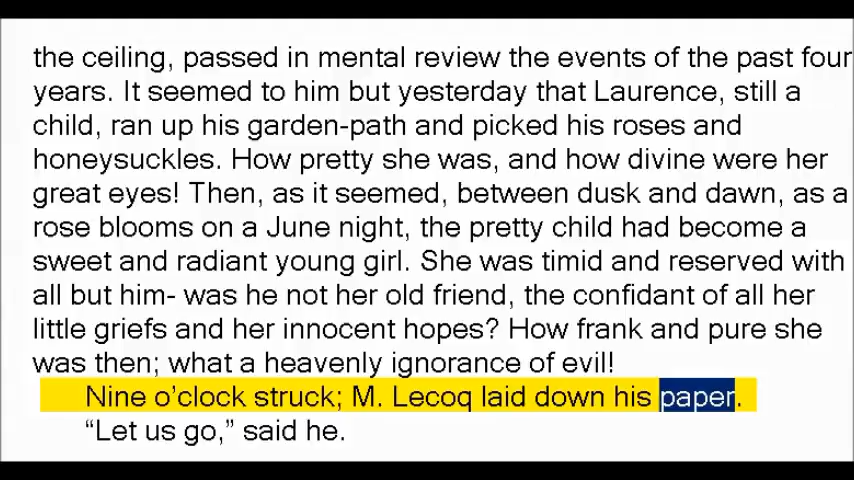 the ceiling, passed in mental review the events of the past four
years. It seemed to him but yesterday that Laurence, still a
child, ran up his garden-path and picked his roses and
honeysuckles. How pretty she was, and how divine were her
great eyes! Then, as it seemed, between dusk and dawn, as a
rose blooms on a June night, the pretty child had become a
sweet and radiant young girl. She was timid and reserved with
all but him- was he not her old friend, the confidant of all her
little griefs and her innocent hopes? How frank and pure she
was then; what a heavenly ignorance of evil!
Nine o’clock struck; M. Lecoq laid down his paper.
“Let us go,” said he.